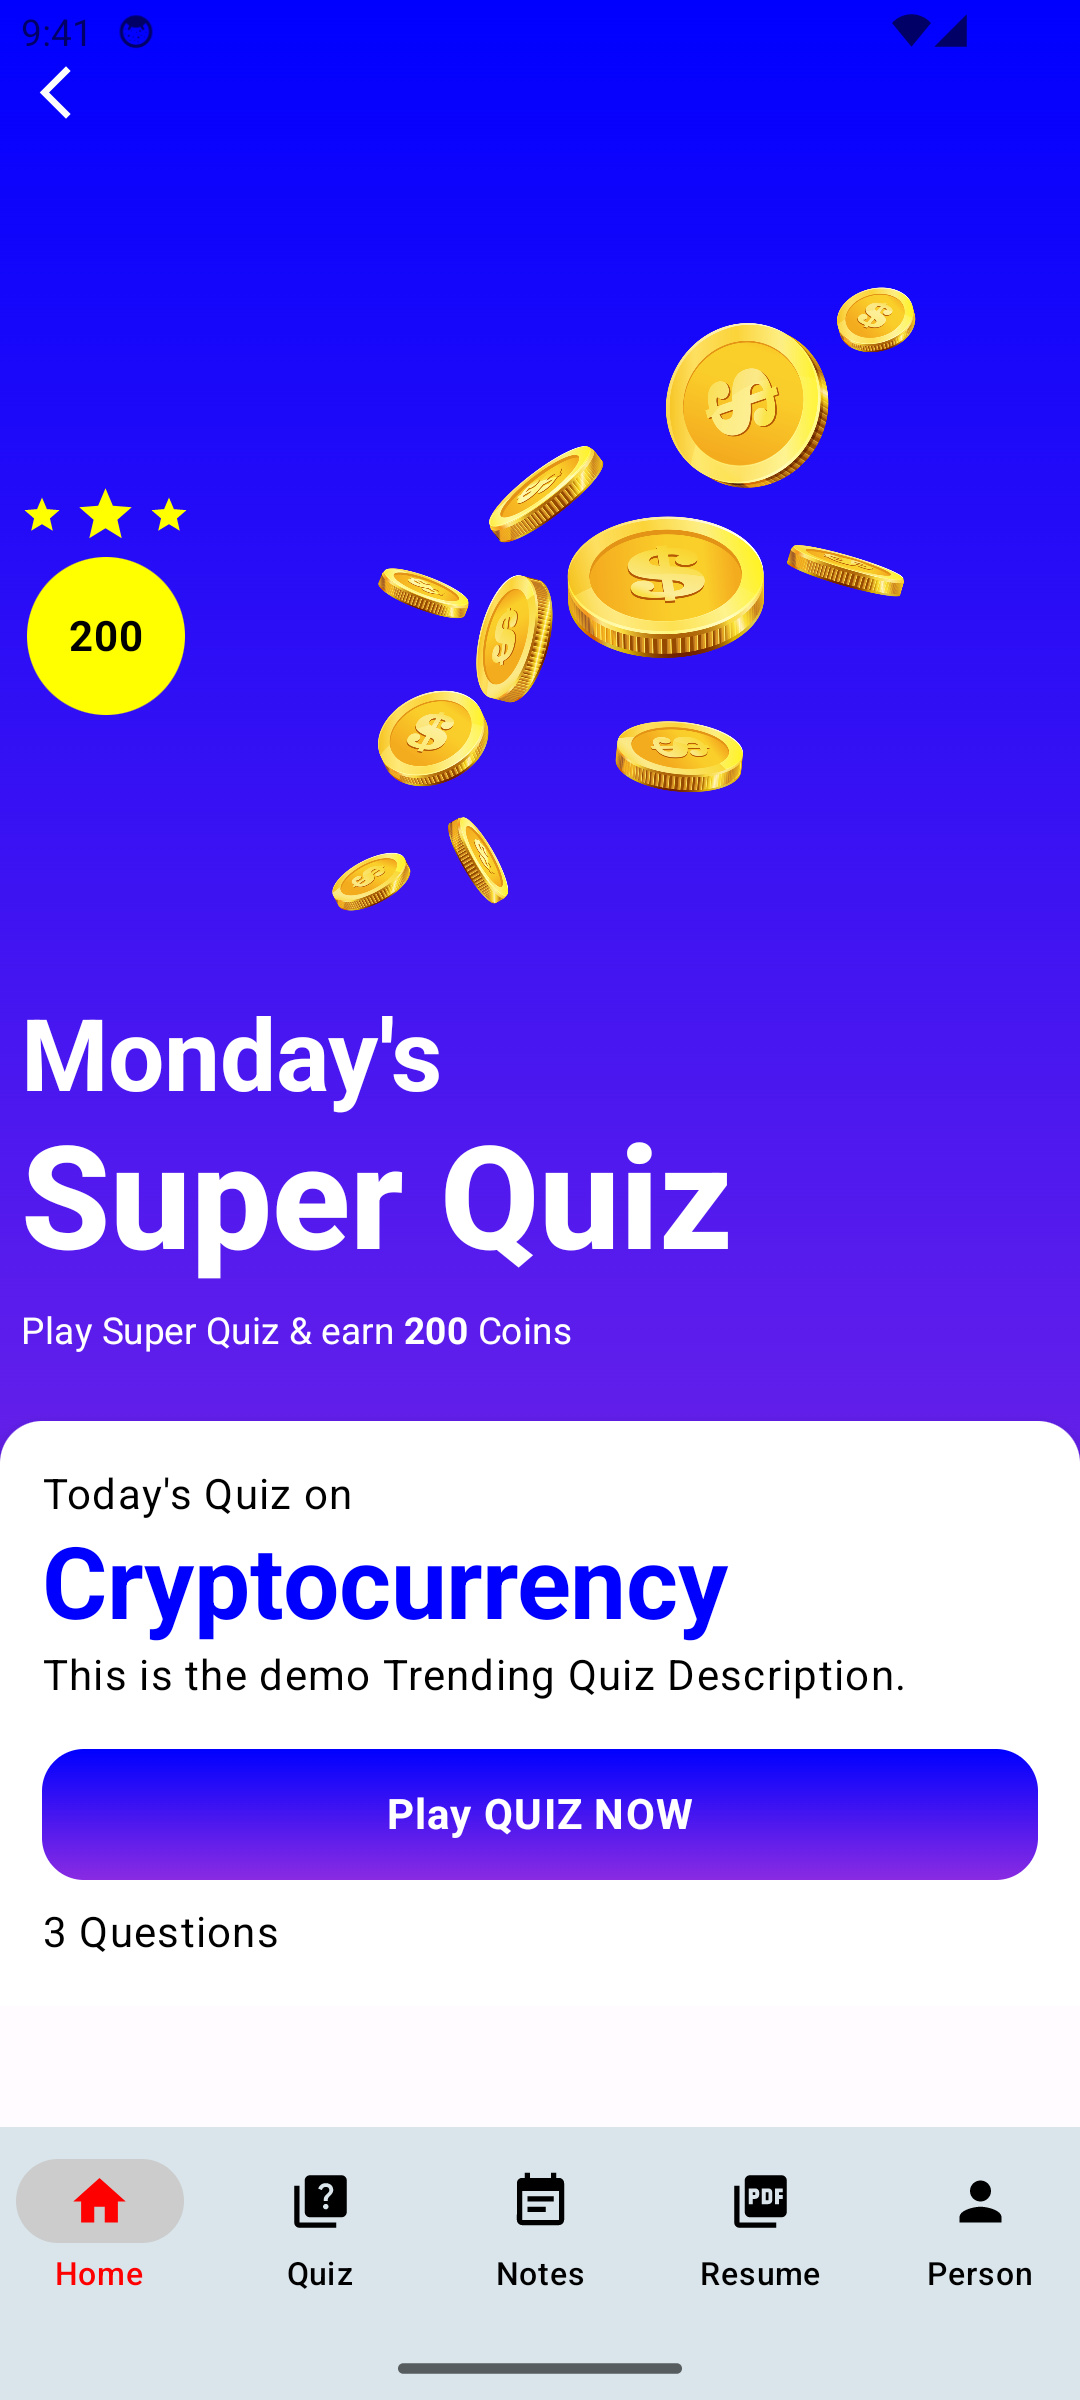 9:41
200
Monday's
Super Quiz
Play Super Quiz & earn 200 Coins
Today's Quiz on
Cryptocurrency
This is the demo Trending Quiz Description.
Play QUIZ NOW
3 Questions
?
PDF
Home
Quiz
Notes
Resume
Person